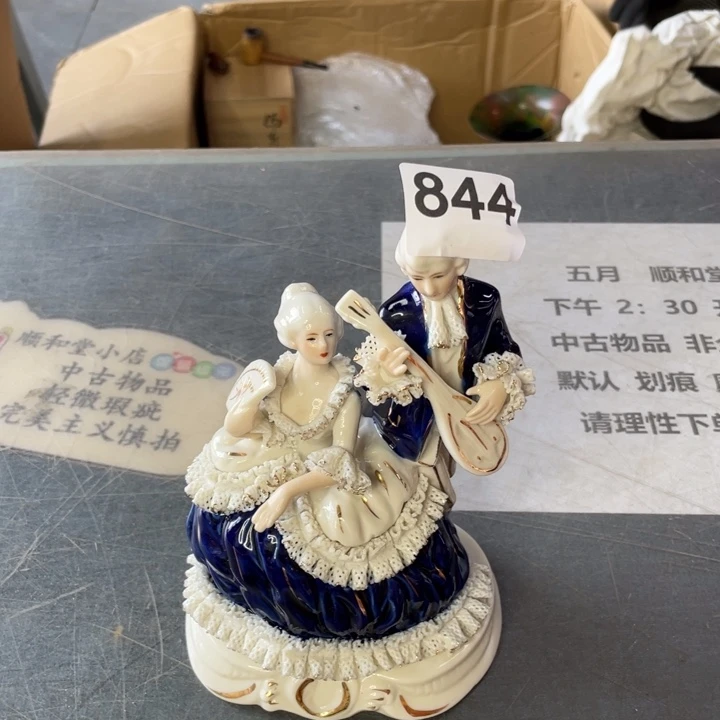 844
五月 顺和堂
下午 2：30
中古物品 非
默认 划痕
请理性下单
顺和堂小店
中古物品
轻微瑕疵
完美主义慎拍